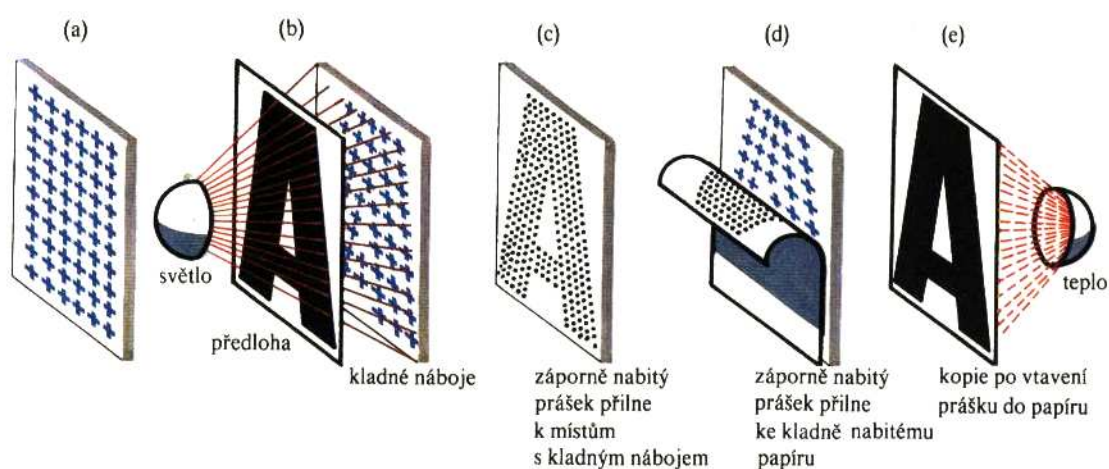 (a)
(b)
(c)
(d)
(e)
A
A
A
světlo
předloha
kladné náboje
záporně nabitý
prášek přilne
k místům
s kladným nábojem
záporně nabitý
prášek přilne
ke kladně nabitému
papíru
teplo
kopie po vtavení
prášku do papíru